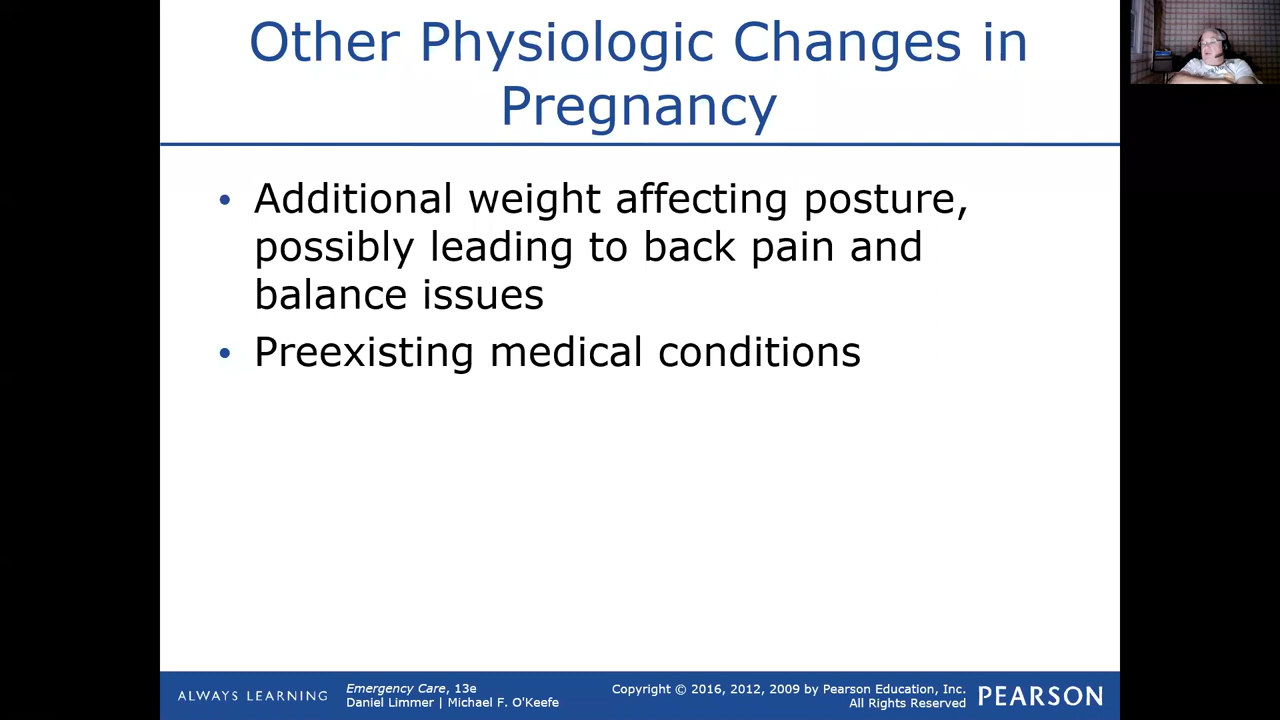 Other Physiologic Changes in
Pregnancy
• Additional weight affecting posture,
possibly leading to back pain and
balance issues
• Preexisting medical conditions
ALWAYS LEARNING
Emergency Care, 13e
Daniel Limmer | Michael F. O'Keefe
Copyright © 2016, 2012, 2009 by Pearson Education, Inc.
All Rights Reserved
PEARSON